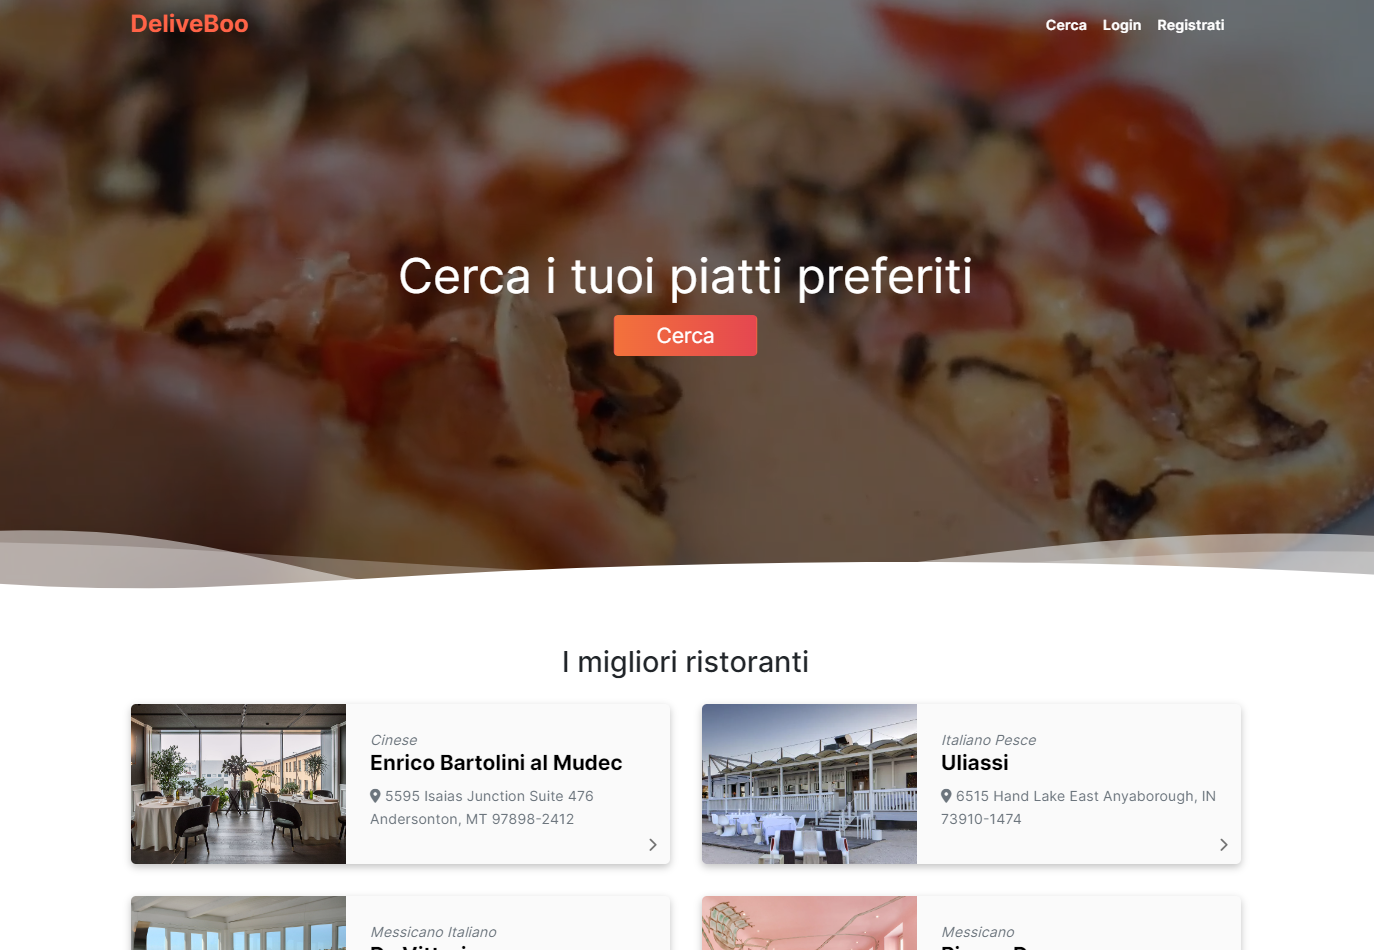 DeliveBoo
Cerca Login Registrati
Cerca i tuoi piatti preferiti
Cerca
I migliori ristoranti
Cinese
Enrico Bartolini al Mudec
5595 Isaias Junction Suite 476
Andersonton, MT 97898-2412
Italiano Pesce
Uliassi
6515 Hand Lake East Anyaborough, IN
73910-1474
Messicano Italiano
Messicano